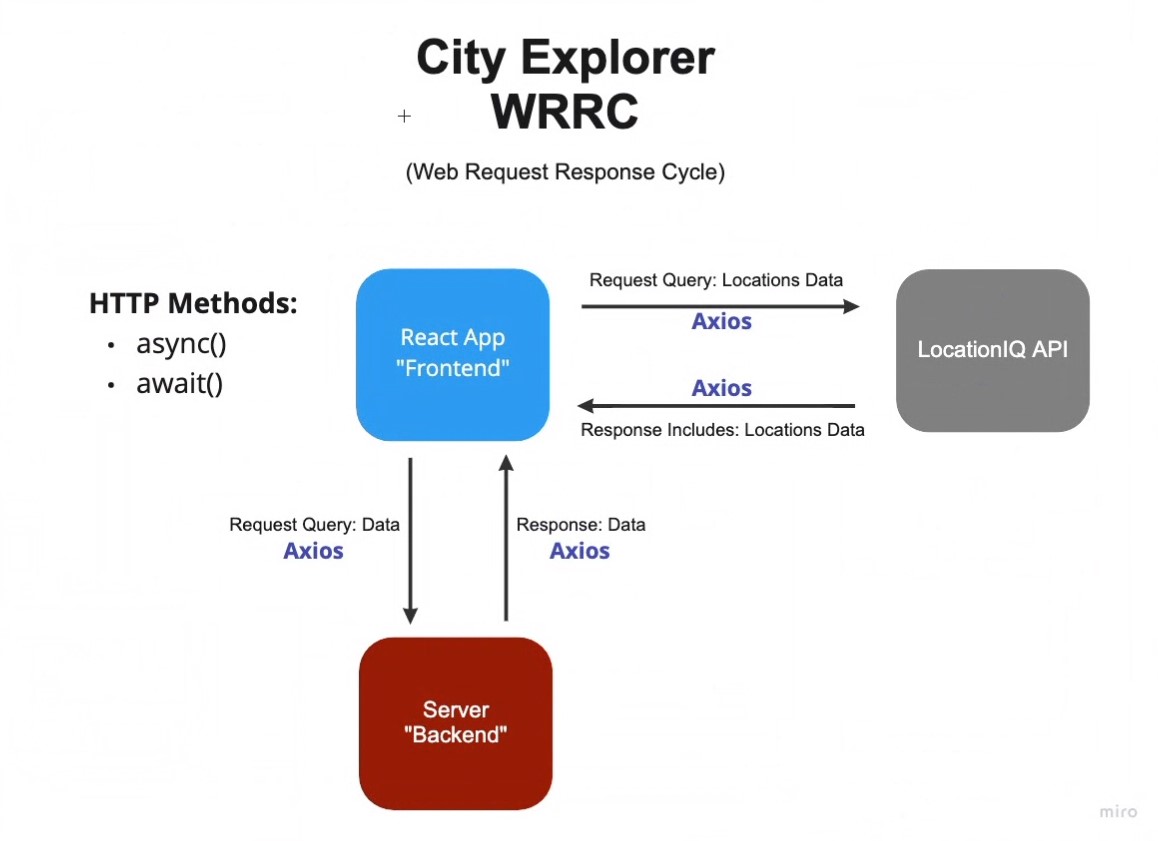 City Explorer
WRRC
(Web Request Response Cycle)
HTTP Methods:
• async()
• await()
React App
"Frontend"
Request Query: Locations Data
Axios
Axios
Response Includes: Locations Data
LocationIQ API
Request Query: Data
Axios
Response: Data
Axios
Server
"Backend"
miro